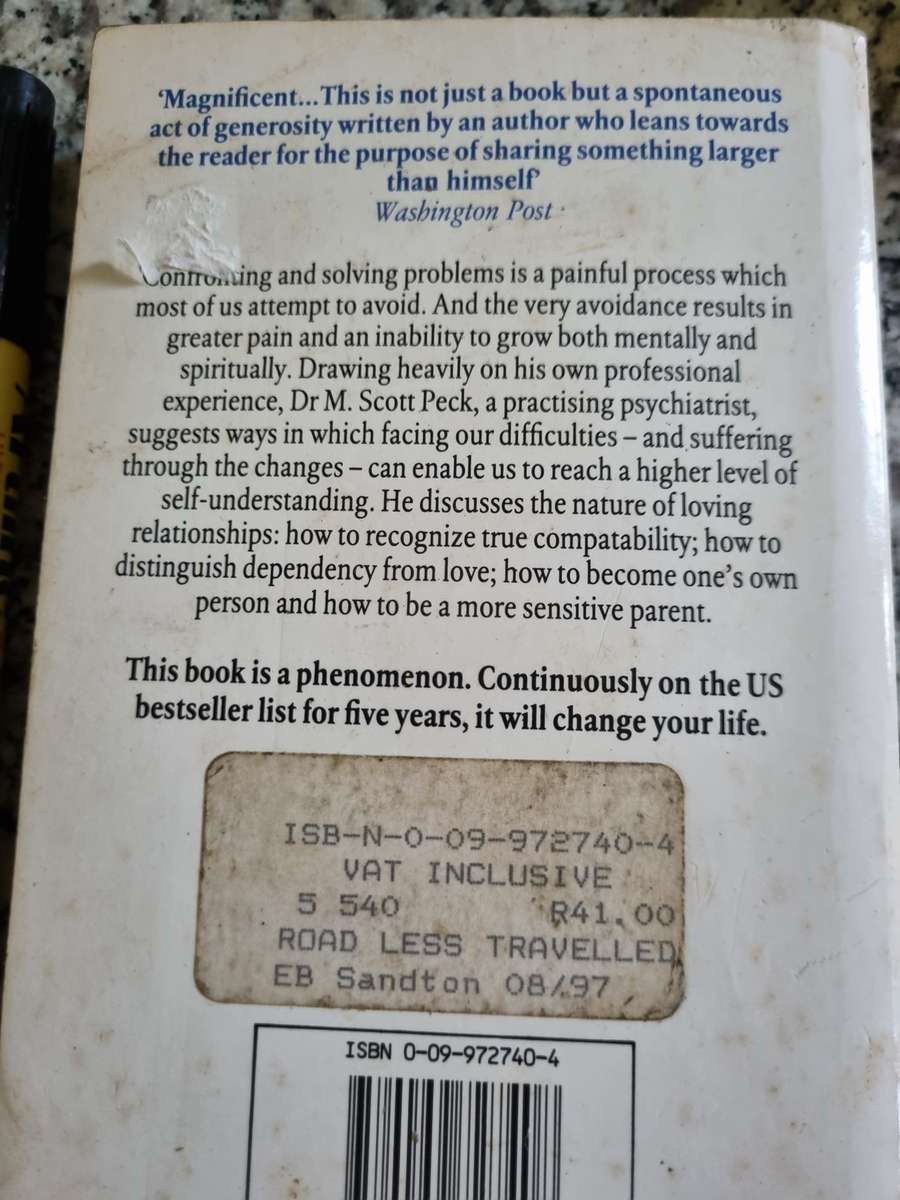 ‘Magnificent...This is not just a book but a spontaneous
act of generosity written by an author who leans towards
the reader for the purpose of sharing something larger
than himself’
Washington Post
Confronting and solving problems is a painful process which
most of us attempt to avoid. And the very avoidance results in
greater pain and an inability to grow both mentally and
spiritually. Drawing heavily on his own professional
experience, Dr M. Scott Peck, a practising psychiatrist,
suggests ways in which facing our difficulties – and suffering
through the changes – can enable us to reach a higher level of
self-understanding. He discusses the nature of loving
relationships: how to recognize true compatability; how to
distinguish dependency from love; how to become one’s own
person and how to be a more sensitive parent.
This book is a phenomenon. Continuously on the US
bestseller list for five years, it will change your life.
ISB-N-0-09-972740-4
VAT INCLUSIVE
5 540 R41.00
ROAD LESS TRAVELLED
EB Sandton 08/97
ISBN 0-09-972740-4